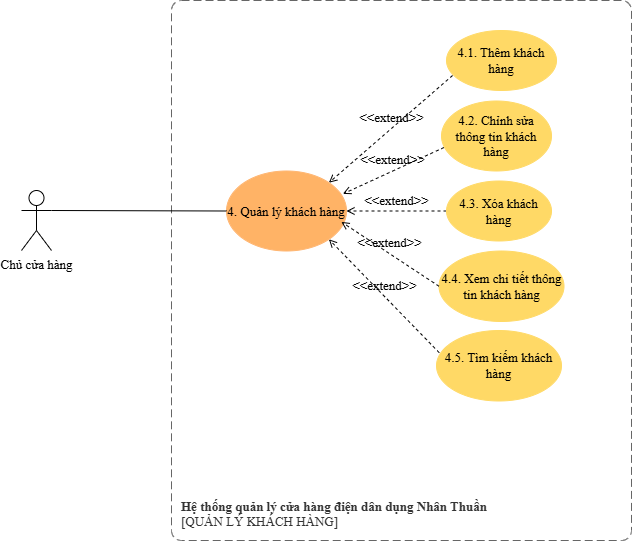 4.1. Thêm khách
hàng
<<extend>>
4.2. Chỉnh sửa
thông tin khách
hàng
<<extend>>
4. Quản lý khách hàng
<<extend>>
4.3. Xóa khách
hàng
Chủ cửa hàng
<<extend>>
4.4. Xem chi tiết thông
tin khách hàng
<<extend>>
4.5. Tìm kiếm khách
hàng
Hệ thống quản lý cửa hàng điện dân dụng Nhân Thuần
[QUẢN LÝ KHÁCH HÀNG]